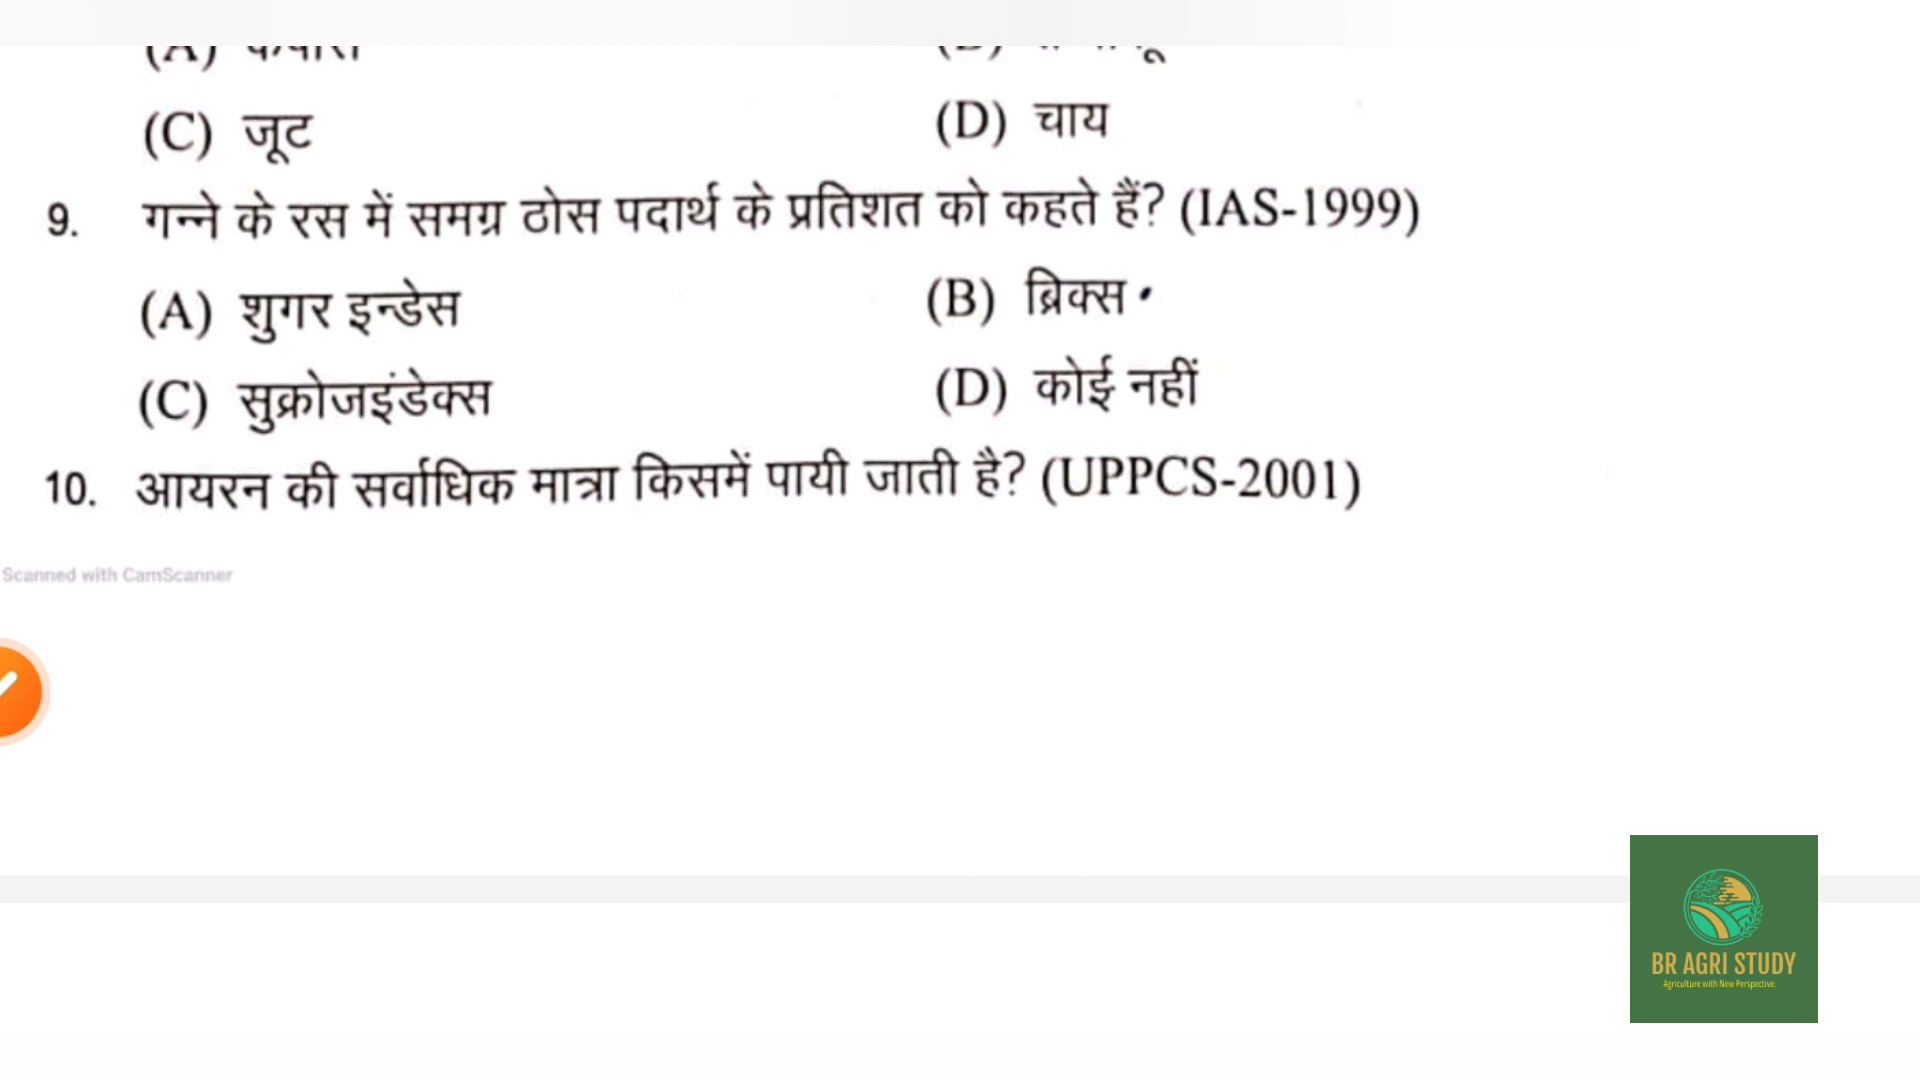 (C) जूट (D) चाय
9. गन्ने के रस में समग्र ठोस पदार्थ के प्रतिशत को कहते हैं? (IAS-1999)
(A) शुगर इन्डेस (B) ब्रिक्स
(C) सुक्रोजइंडेक्स (D) कोई नहीं
10. आयरन की सर्वाधिक मात्रा किसमें पायी जाती है? (UPPCS-2001)
Scanned with CamScanner
BR AGRI STUDY
Agriculture with New Perspective.